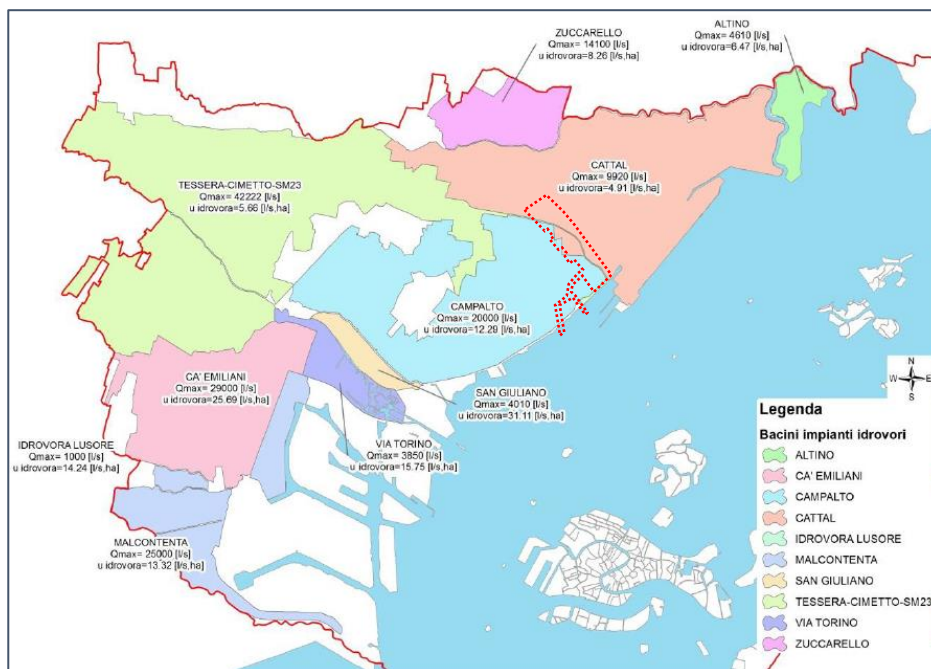 ALTINO
Qmax= 4610 [l/s]
u idrovora=6.47 [l/s,ha]
ZUCCARELLO
Qmax= 14100 [l/s]
u idrovora=8.26 [l/s,ha]
CATTAL
Qmax= 9920 [l/s]
u idrovora=4.91 [l/s,ha]
TESSERA-CIMETTO-SM23
Qmax= 42222 [l/s]
u idrovora=5.66 [l/s,ha]
CAMPALTO
Qmax= 20000 [l/s]
u idrovora=12.29 [l/s,ha]
CA' EMILIANI
Qmax= 29000 [l/s]
u idrovora=25.69 [l/s,ha]
SAN GIULIANO
Qmax= 4010 [l/s]
u idrovora=31.11 [l/s,ha]
IDROVORA LUSORE
Qmax= 1000 [l/s]
u idrovora=14.24 [l/s,ha]
VIA TORINO
Qmax= 3850 [l/s]
u idrovora=15.75 [l/s,ha]
MALCONTENTA
Qmax= 25000 [l/s]
u idrovora=13.32 [l/s,ha]
N
W
E
S
Legenda
Bacini impianti idrovori
ALTINO
CA' EMILIANI
CAMPALTO
CATTAL
IDROVORA LUSORE
MALCONTENTA
SAN GIULIANO
TESSERA-CIMETTO-SM23
VIA TORINO
ZUCCARELLO